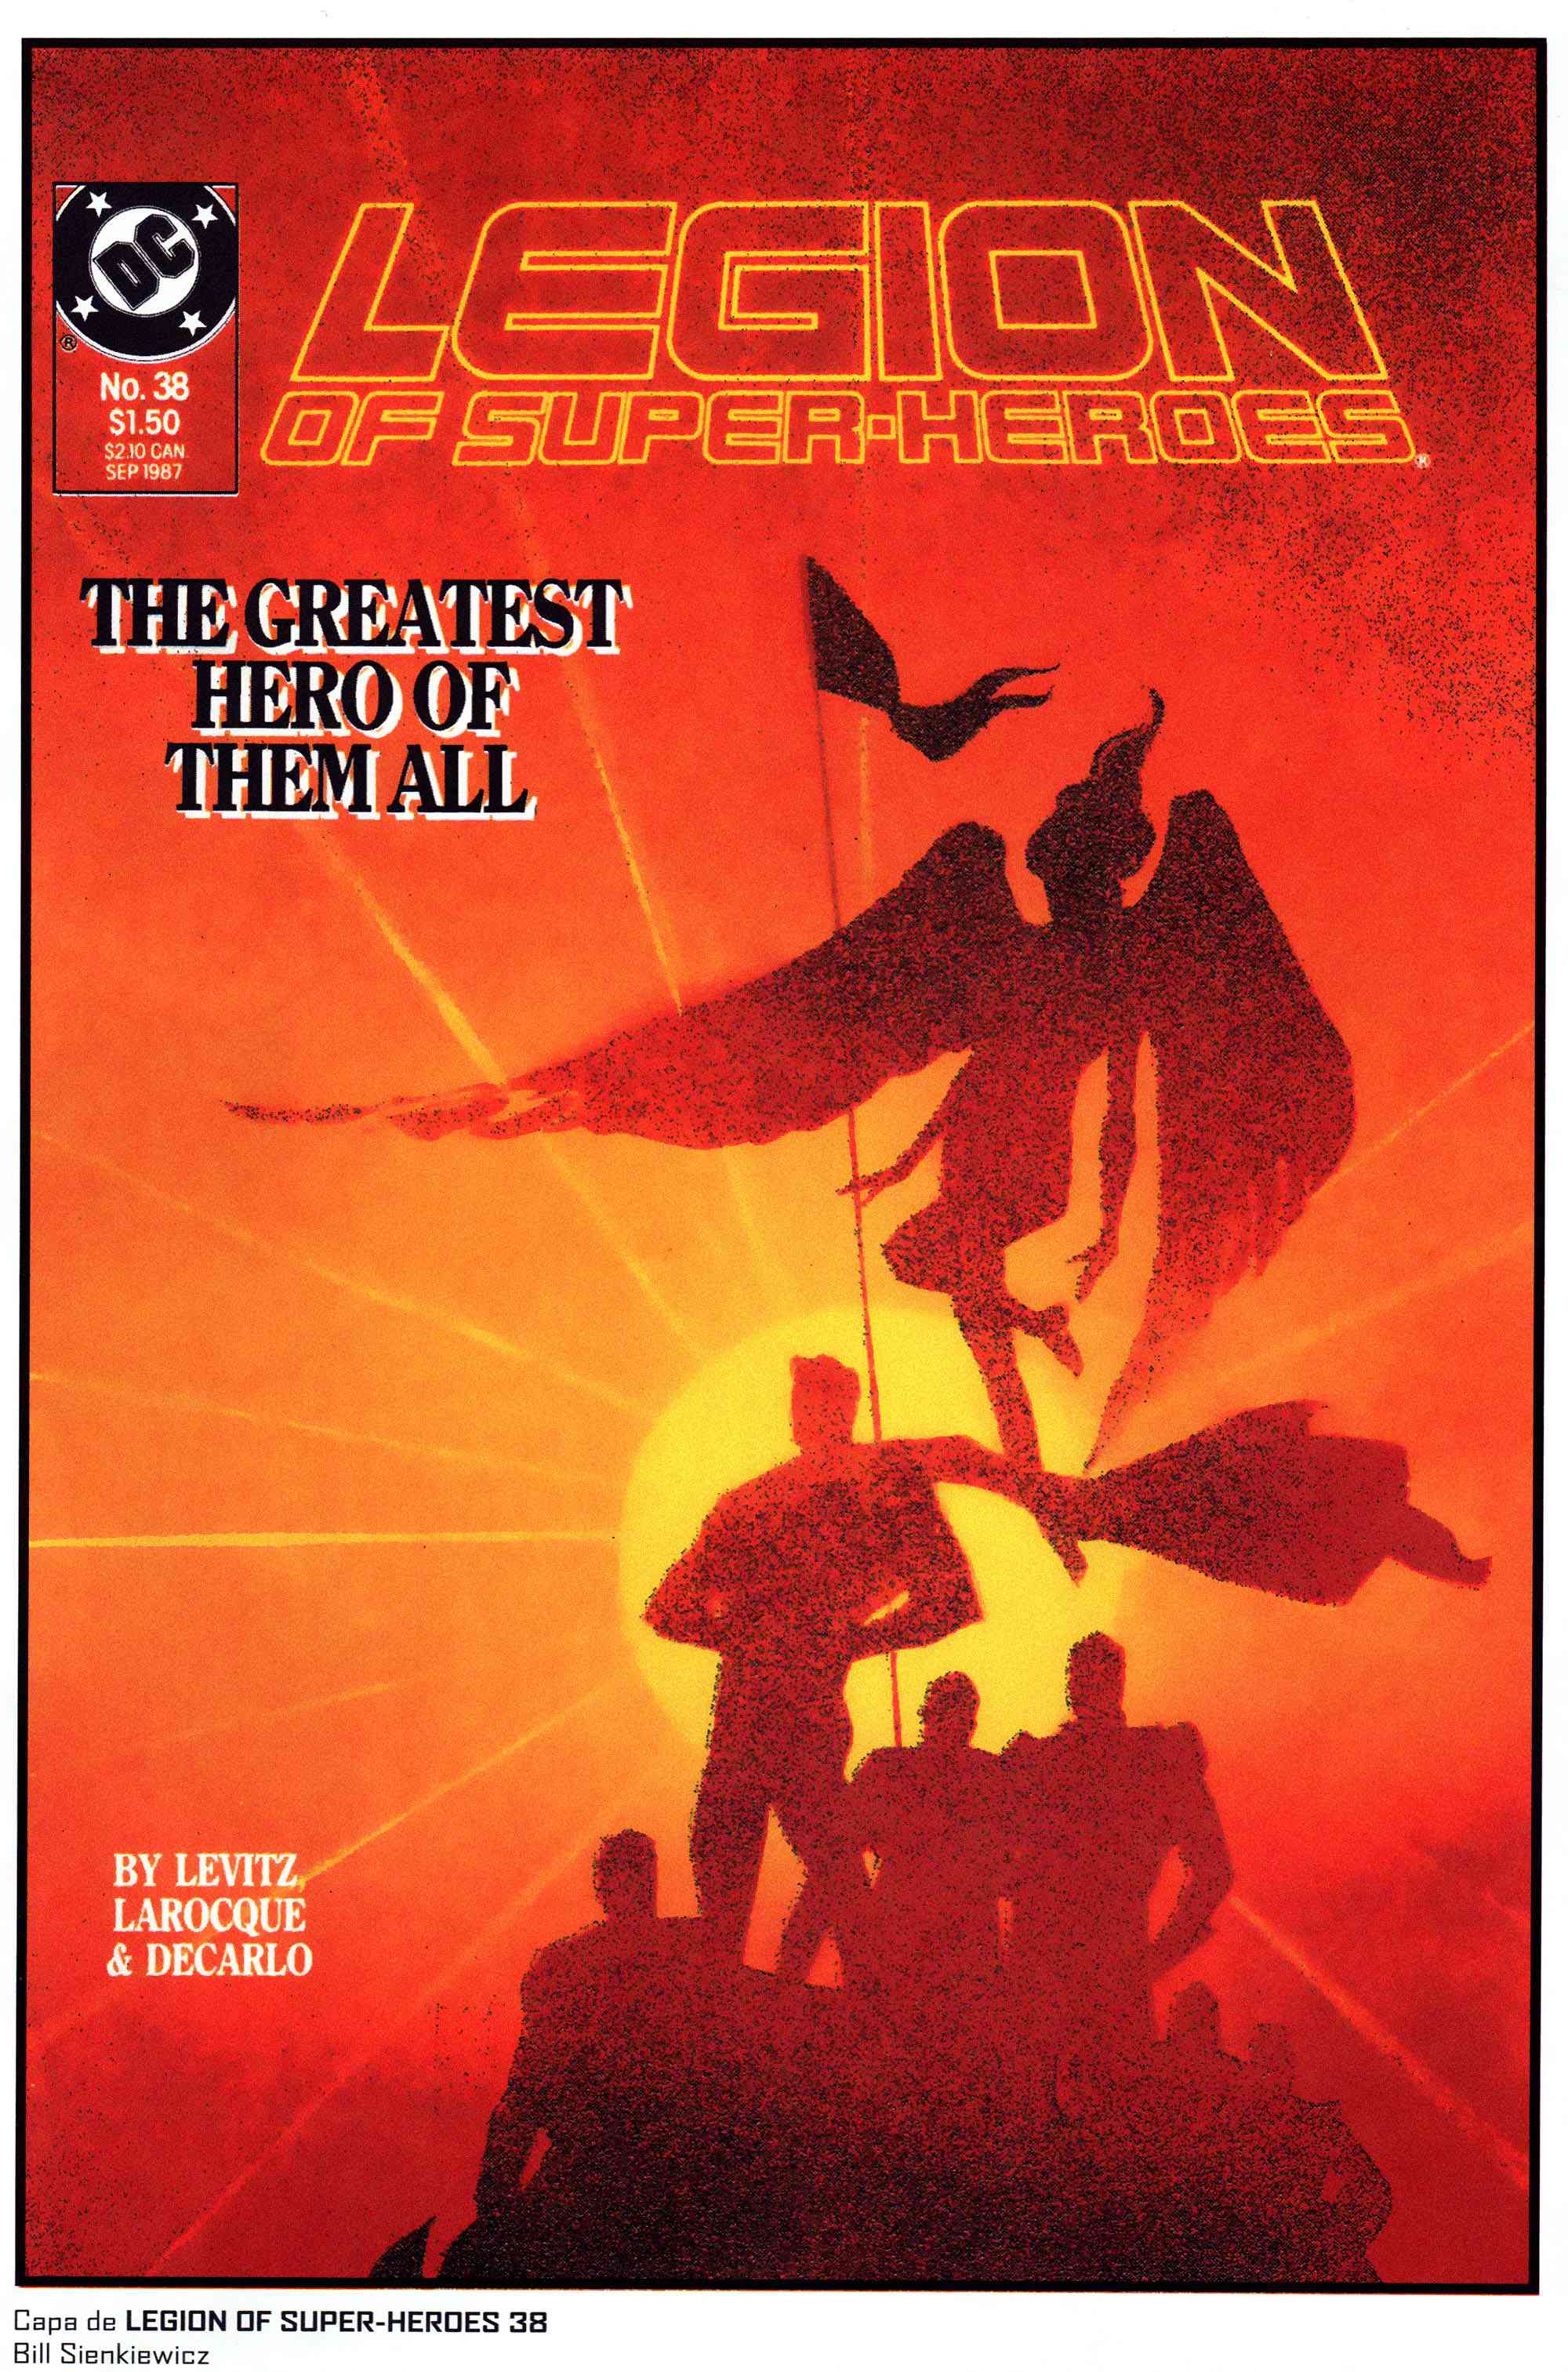 DC
®
No. 38
$1.50
$2.10 CAN
SEP 1987
LEGION
OF SUPER-HEROES®
THE GREATEST
HERO OF
THEM ALL
BY LEVITZ,
LAROCQUE
& DECARLO
Capa de LEGION OF SUPER-HEROES 38
Bill Sienkiewicz